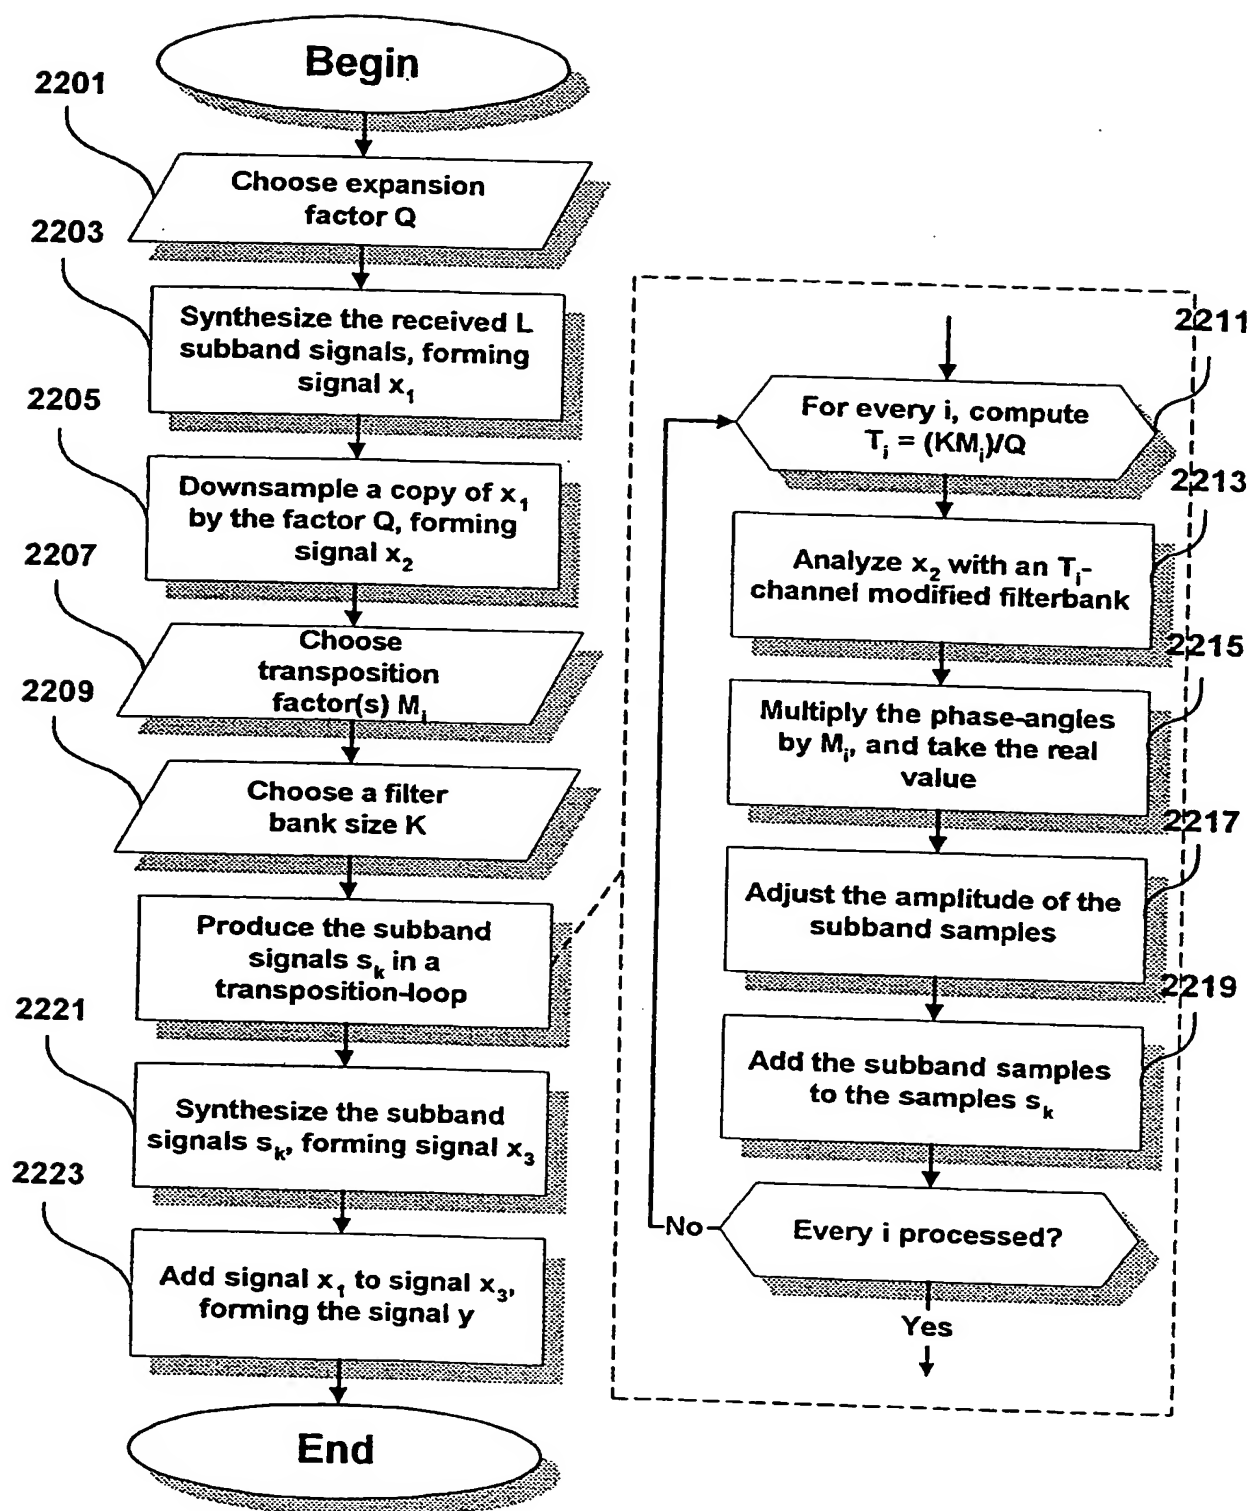 Begin
2201
Choose expansion
factor Q
2203
Synthesize the received L
subband signals, forming
signal x₁
2205
Downsample a copy of x₁
by the factor Q, forming
signal x₂
2207
Choose
transposition
factor(s) Mᵢ
2209
Choose a filter
bank size K
Produce the subband
signals sₖ in a
transposition-loop
2221
Synthesize the subband
signals sₖ, forming signal x₃
2223
Add signal x₁ to signal x₃,
forming the signal y
End
2211
For every i, compute
Tᵢ = (KMᵢ)/Q
2213
Analyze x₂ with an Tᵢ-
channel modified filterbank
2215
Multiply the phase-angles
by Mᵢ, and take the real
value
2217
Adjust the amplitude of the
subband samples
2219
Add the subband samples
to the samples sₖ
Every i processed?
No
Yes